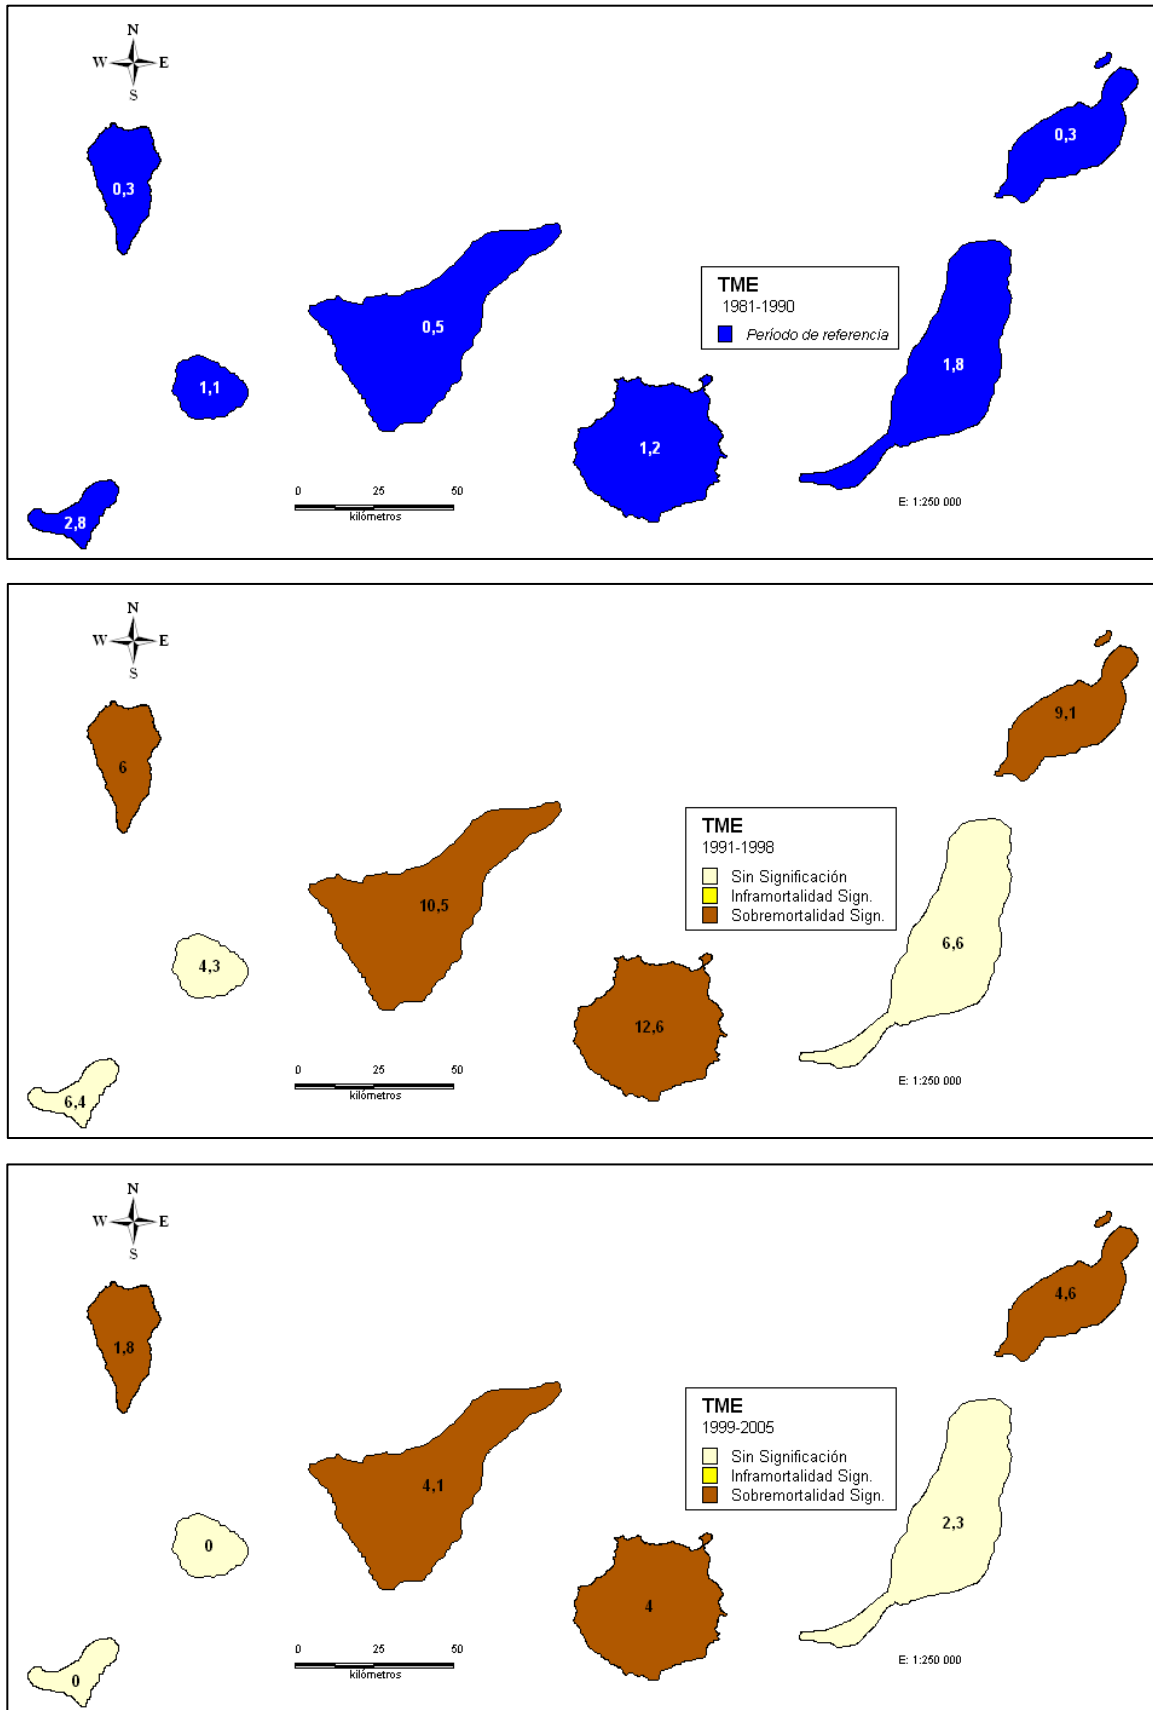 N
W E
S
0,3
0,3
0,5
TME
1981-1990
Período de referencia
1,1
1,8
1,2
2,8
0 25 50
kilómetros
E: 1:250 000
N
W E
S
9,1
6
TME
1991-1998
Sin Significación
Inframortalidad Sign.
Sobremortalidad Sign.
10,5
6,6
4,3
12,6
6,4
0 25 50
kilómetros
E: 1:250 000
N
W E
S
4,6
1,8
TME
1999-2005
Sin Significación
Inframortalidad Sign.
Sobremortalidad Sign.
4,1
2,3
0
4
0
0 25 50
kilómetros
E: 1:250 000